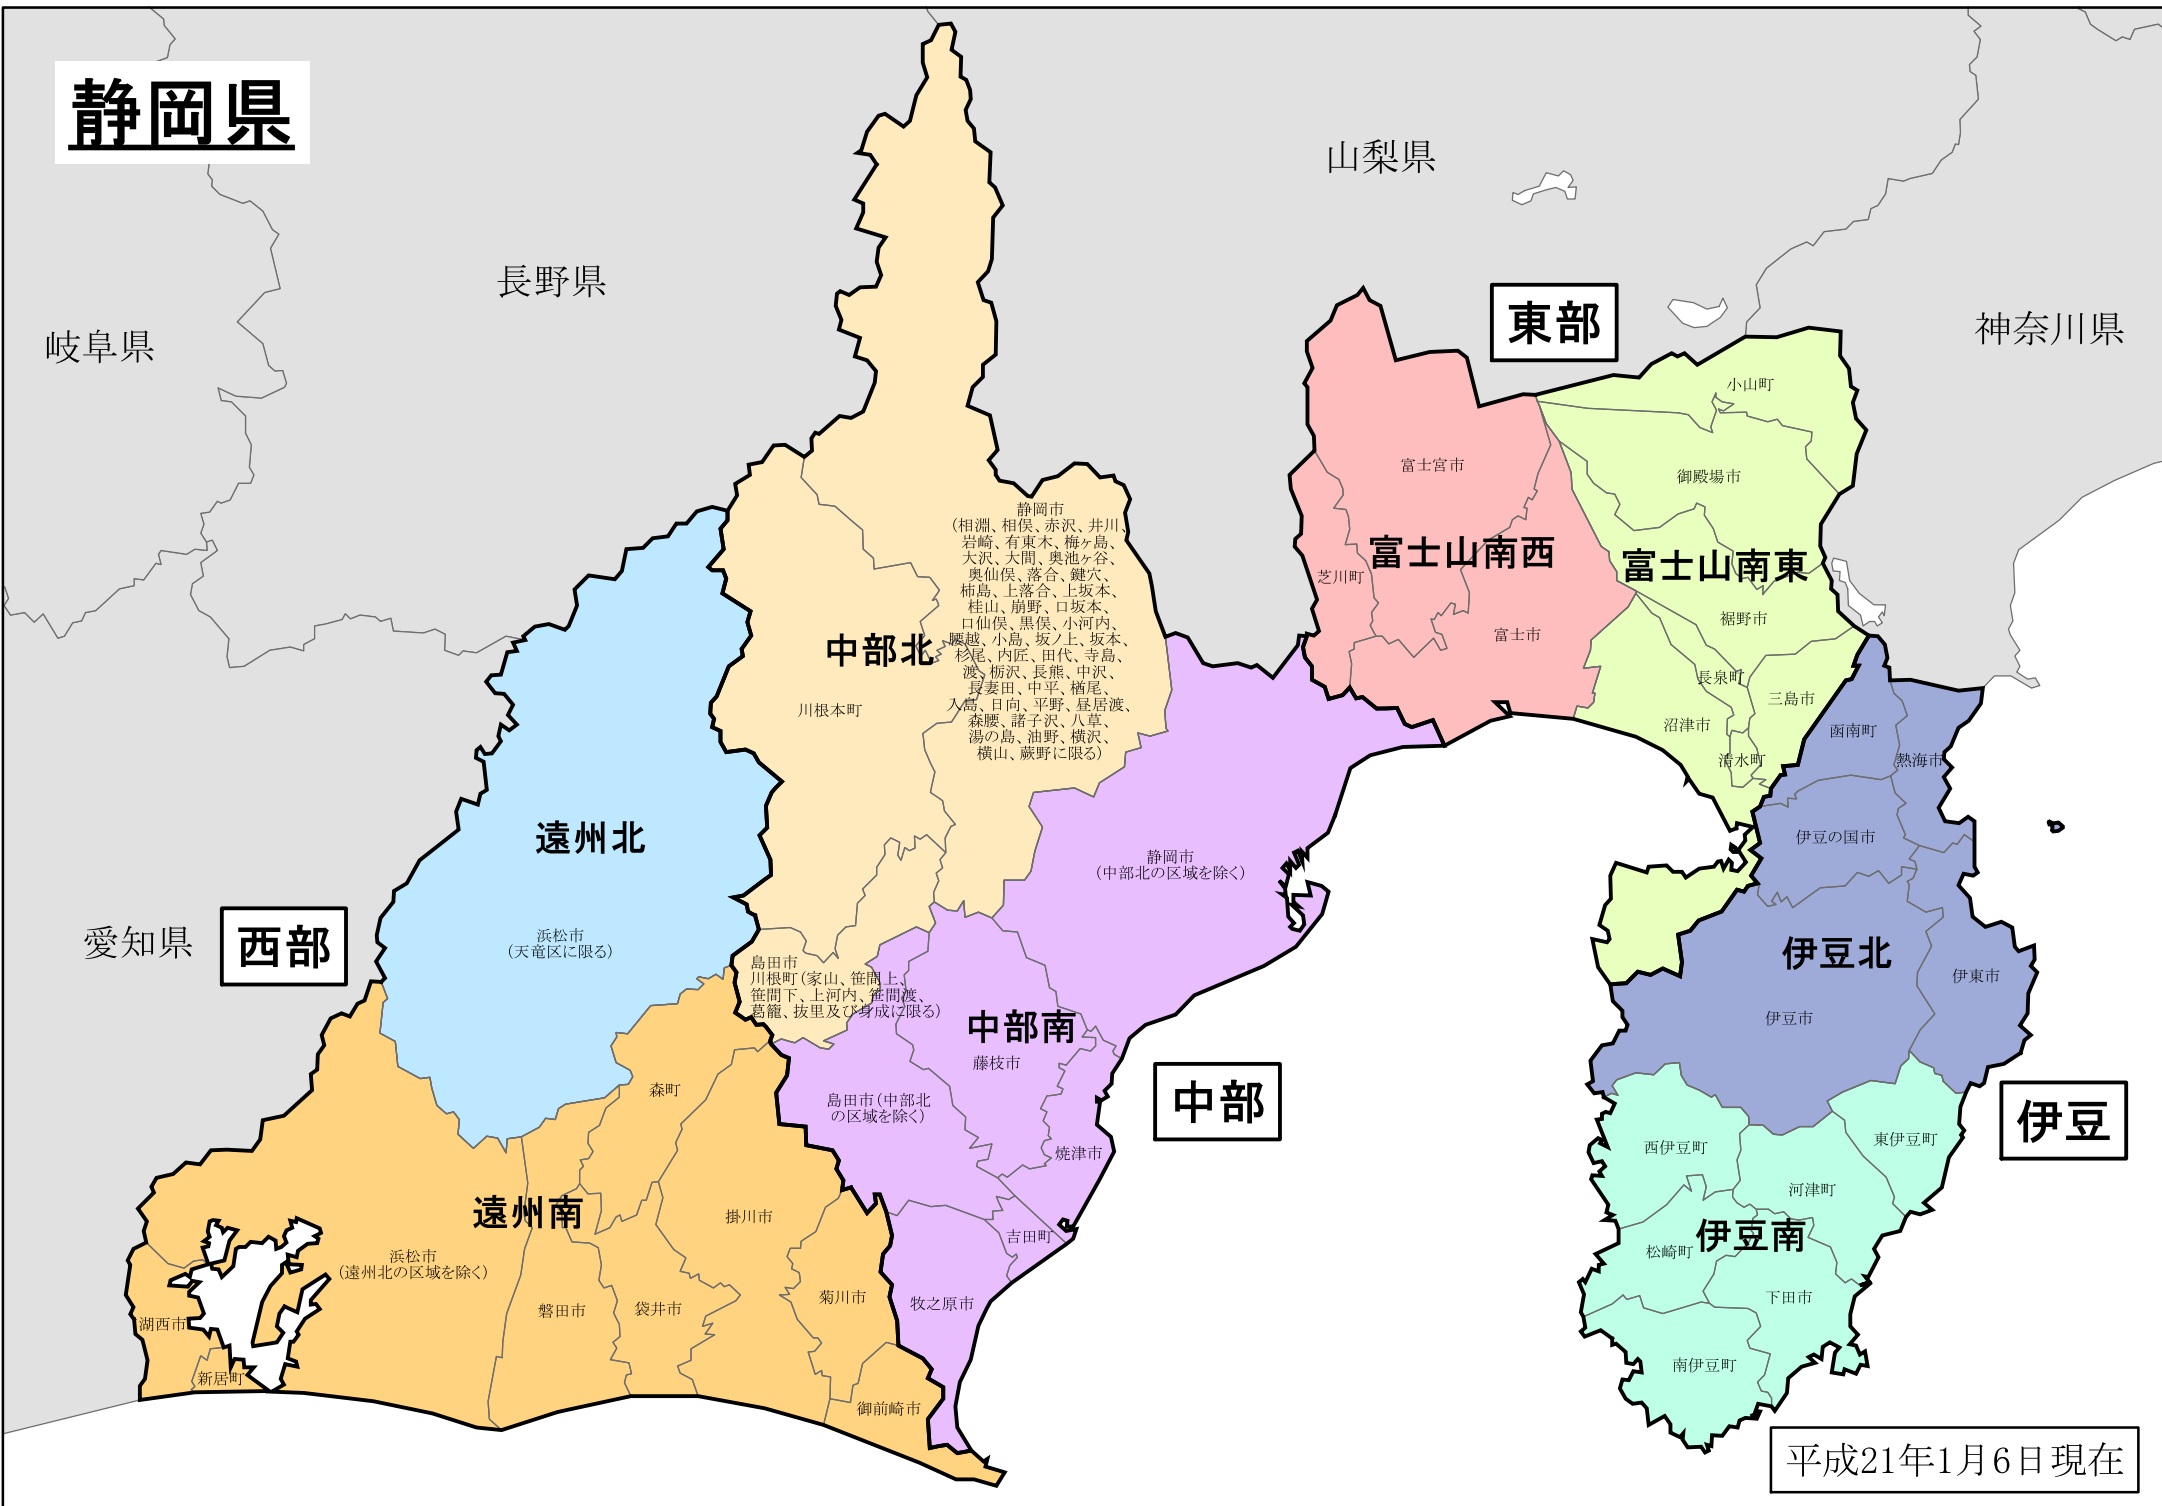 静岡県
山梨県
長野県
岐阜県
神奈川県
愛知県
東部
小山町
富士宮市
御殿場市
富士山南西
富士山南東
芝川町
裾野市
富士市
長泉町
三島市
沼津市
清水町
静岡市
(相淵、相俣、赤沢、井川、
岩崎、有東木、梅ヶ島、
大沢、大間、奥池ヶ谷、
奥仙俣、落合、鍵穴、
柿島、上落合、上坂本、
桂山、崩野、口坂本、
口仙俣、黒俣、小河内、
腰越、小島、坂ノ上、坂本、
杉尾、内匠、田代、寺島、
渡、栃沢、長熊、中沢、
長妻田、中平、楢尾、
入島、日向、平野、昼居渡、
森腰、諸子沢、八草、
湯の島、油野、横沢、
横山、蕨野に限る)
中部北
川根本町
島田市
川根町(家山、笹間上、
笹間下、上河内、笹間渡、
葛籠、抜里及び身成に限る)
遠州北
浜松市
(天竜区に限る)
西部
静岡市
(中部北の区域を除く)
中部南
藤枝市
島田市(中部北
の区域を除く)
焼津市
吉田町
牧之原市
中部
函南町
熱海市
伊豆の国市
伊豆北
伊東市
伊豆市
伊豆
西伊豆町
東伊豆町
河津町
伊豆南
松崎町
下田市
南伊豆町
森町
遠州南
掛川市
浜松市
(遠州北の区域を除く)
磐田市
袋井市
菊川市
湖西市
新居町
御前崎市
平成21年1月6日現在